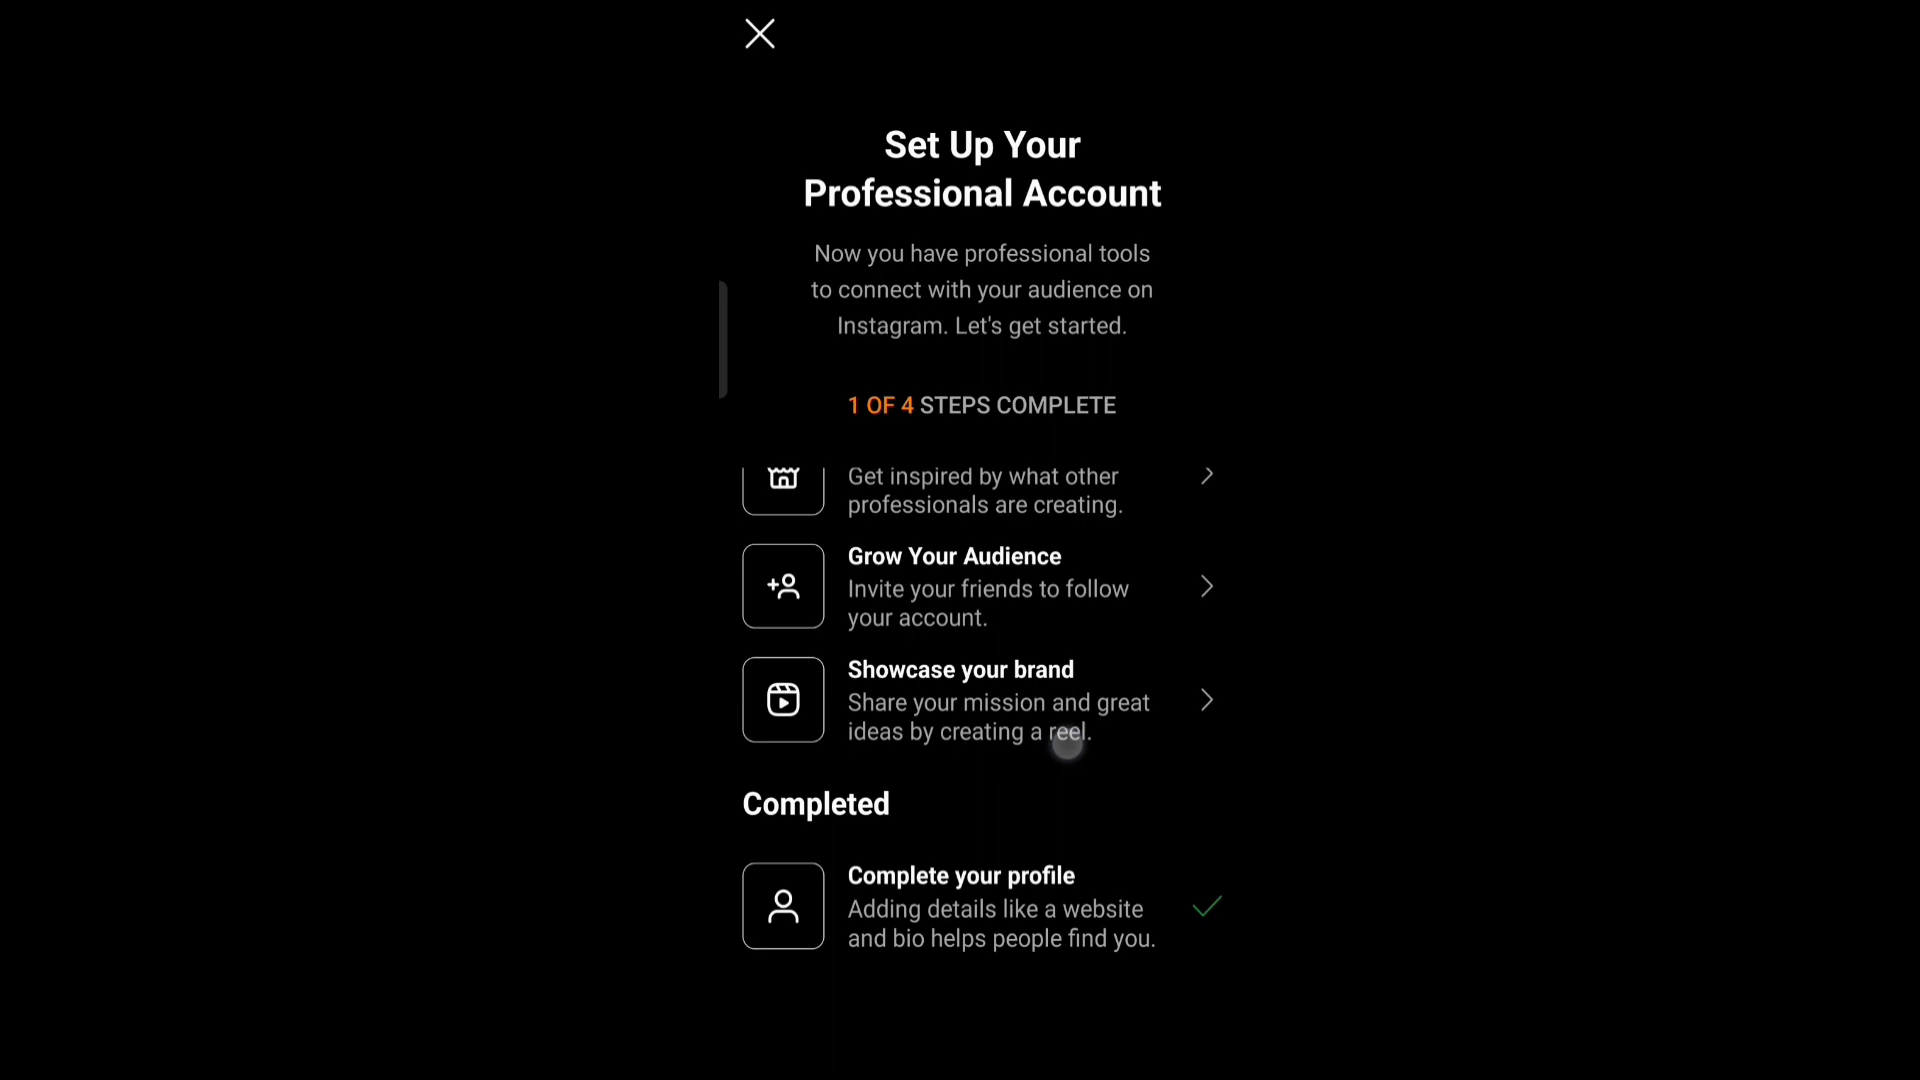 Set Up Your
Professional Account
Now you have professional tools
to connect with your audience on
Instagram. Let's get started.
1 OF 4 STEPS COMPLETE
Get inspired by what other
professionals are creating.
Grow Your Audience
Invite your friends to follow
your account.
Showcase your brand
Share your mission and great
ideas by creating a reel.
Completed
Complete your profile
Adding details like a website
and bio helps people find you.